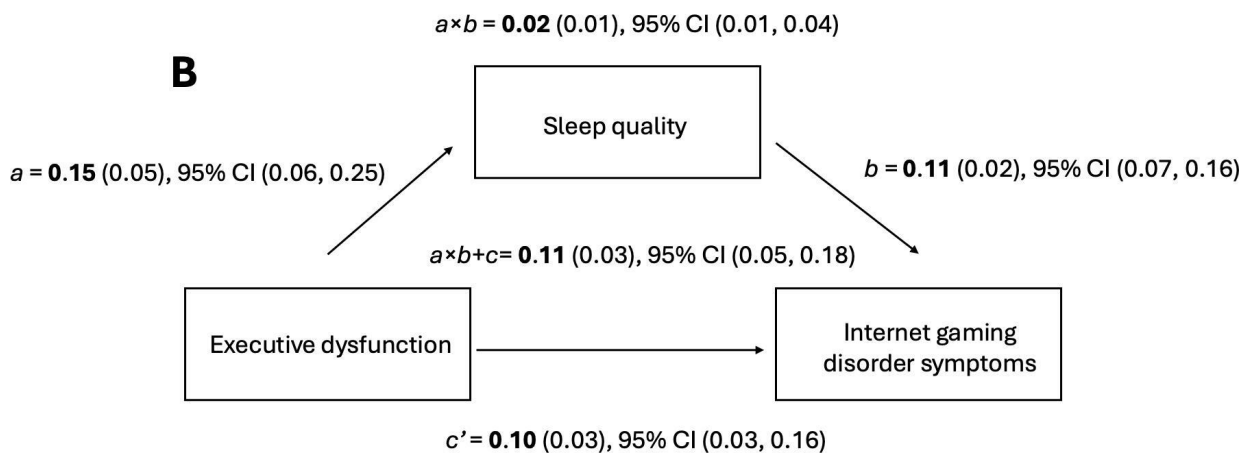 a×b = 0.02 (0.01), 95% CI (0.01, 0.04)
B
Sleep quality
a = 0.15 (0.05), 95% CI (0.06, 0.25)
b = 0.11 (0.02), 95% CI (0.07, 0.16)
a×b+c= 0.11 (0.03), 95% CI (0.05, 0.18)
Executive dysfunction
Internet gaming
disorder symptoms
c’ = 0.10 (0.03), 95% CI (0.03, 0.16)